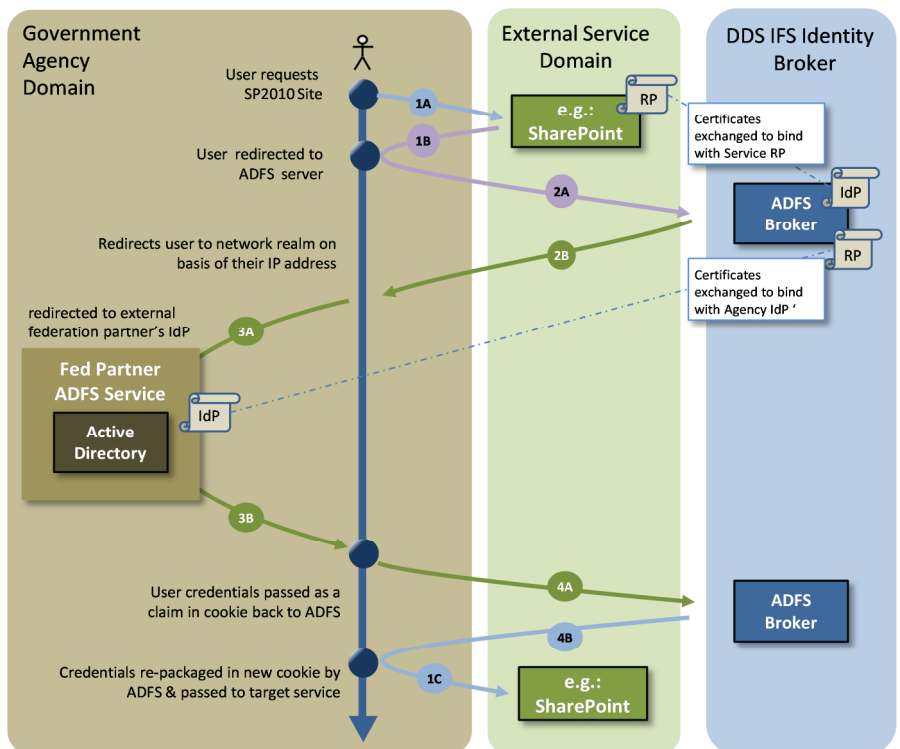 Government
Agency
Domain
External Service
Domain
DDS IFS Identity
Broker
User requests
SP2010 Site
1A
e.g.:
SharePoint
RP
Certificates
exchanged to bind
with Service RP
1B
User redirected to
ADFS server
2A
ADFS
Broker
IdP
RP
Redirects user to network realm on
basis of their IP address
2B
Certificates
exchanged to bind
with Agency IdP ‘
redirected to external
federation partner’s IdP
3A
Fed Partner
ADFS Service
IdP
Active
Directory
3B
User credentials passed as a
claim in cookie back to ADFS
4A
ADFS
Broker
4B
Credentials re-packaged in new cookie by
ADFS & passed to target service
1C
e.g.:
SharePoint